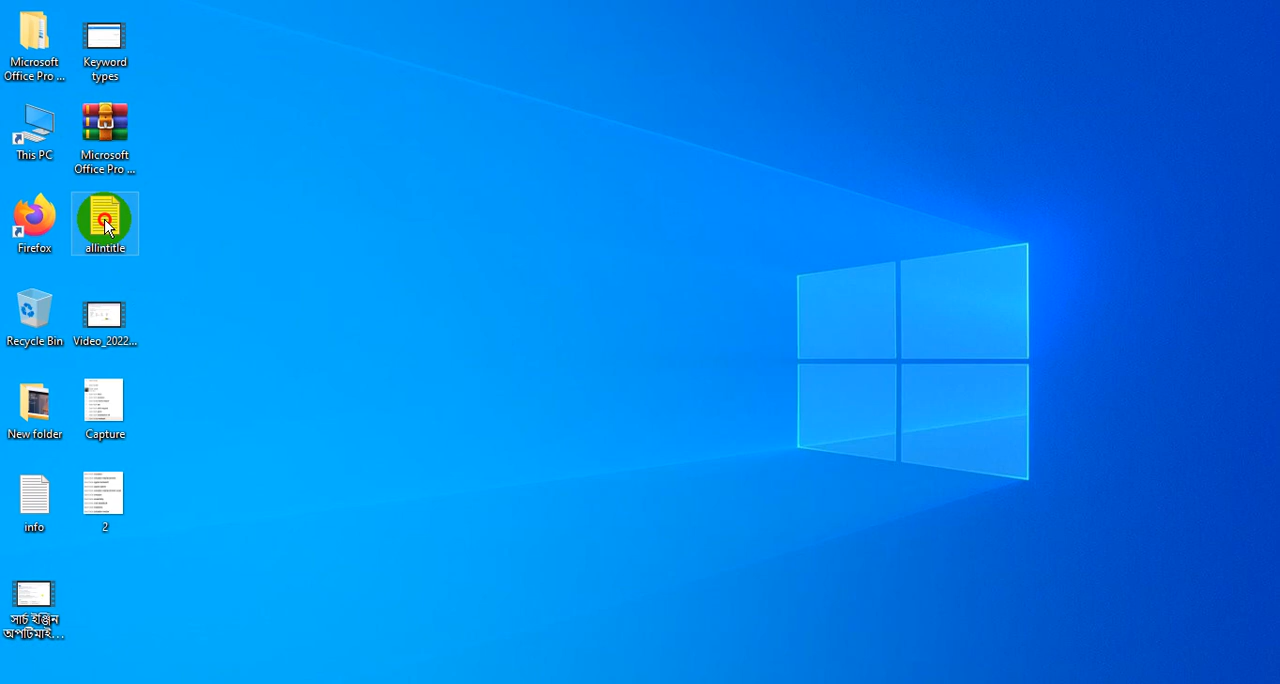 Microsoft
Office Pro ...
Keyword
types
This PC
Microsoft
Office Pro ...
Firefox
allintitle
Recycle Bin
Video_2022...
New folder
Capture
info
2
সার্চ ইঞ্জিন
অপটিমাই...